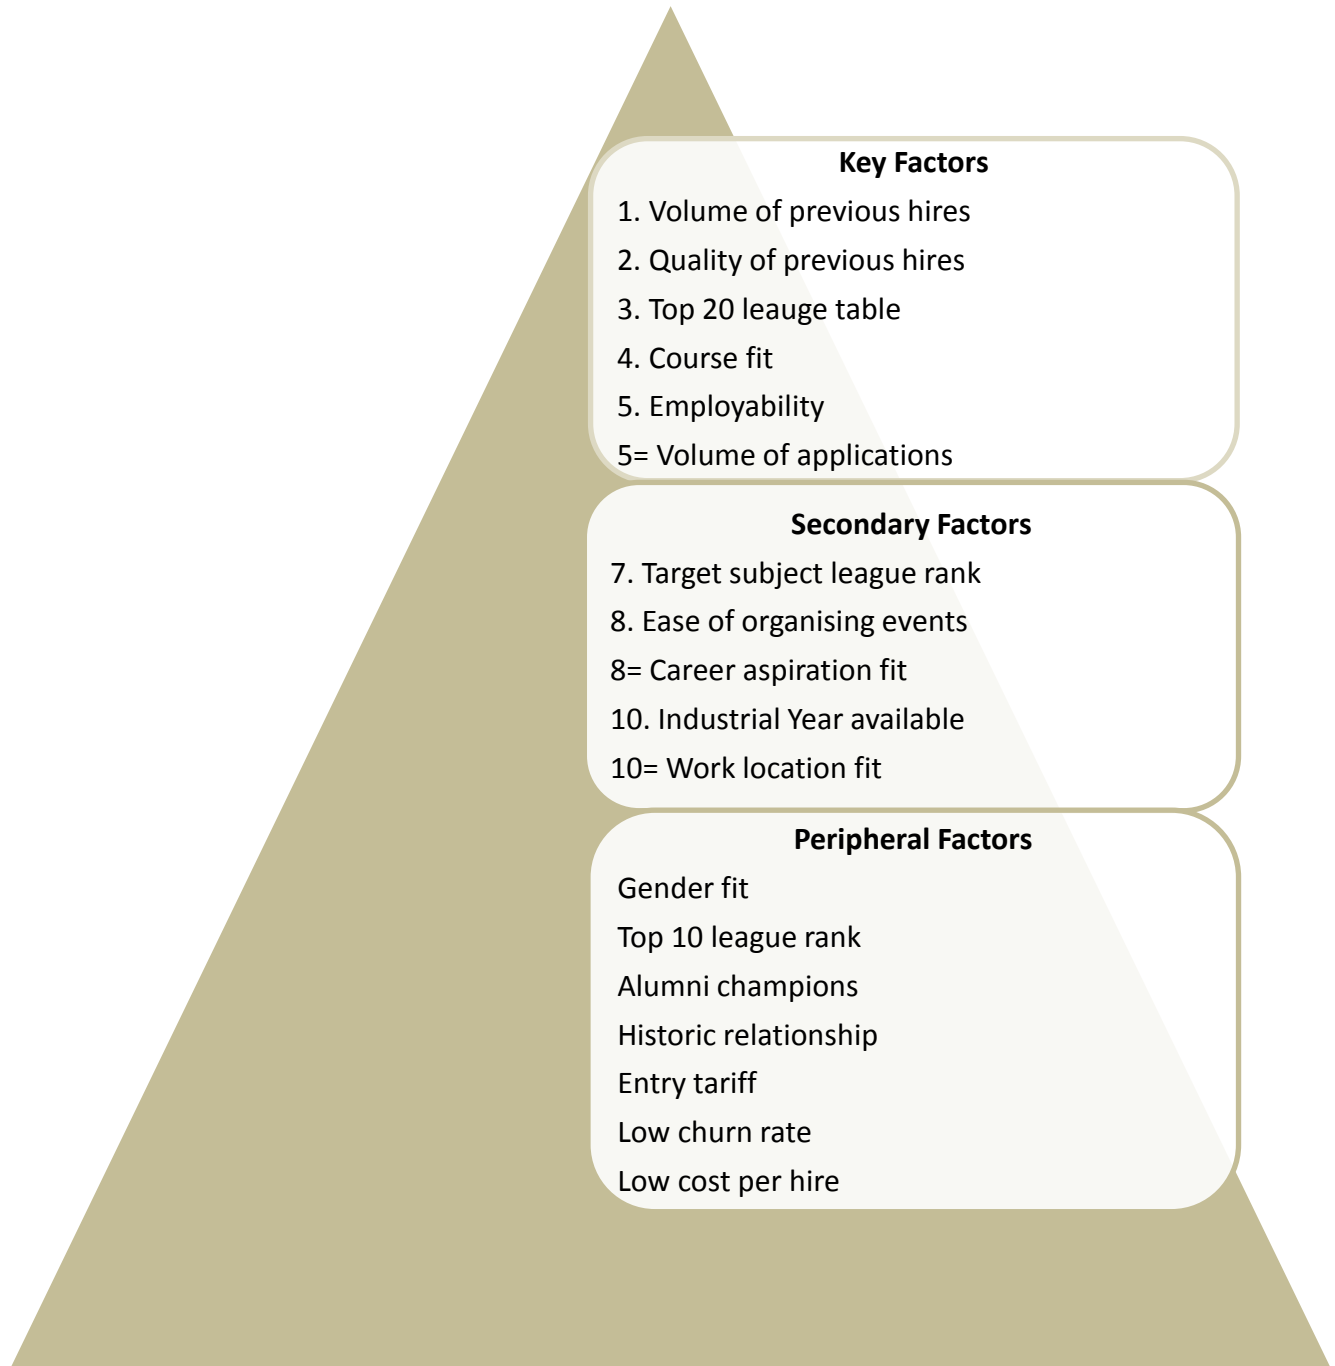 Key Factors
1. Volume of previous hires
2. Quality of previous hires
3. Top 20 leauge table
4. Course fit
5. Employability
5= Volume of applications
Secondary Factors
7. Target subject league rank
8. Ease of organising events
8= Career aspiration fit
10. Industrial Year available
10= Work location fit
Peripheral Factors
Gender fit
Top 10 league rank
Alumni champions
Historic relationship
Entry tariff
Low churn rate
Low cost per hire